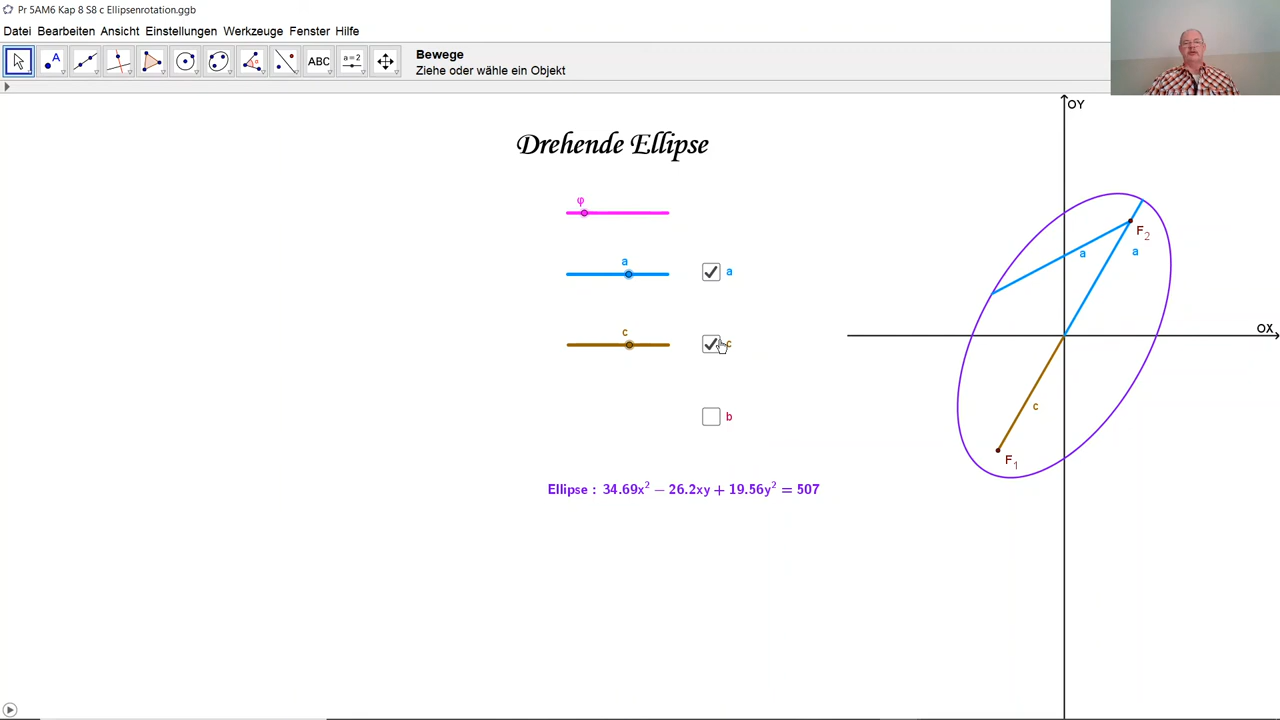 Pr 5AM6 Kap 8 S8 c Ellipsenrotation.ggb
Datei Bearbeiten Ansicht Einstellungen Werkzeuge Fenster Hilfe
A
ABC
a=2
Bewege
Ziehe oder wähle ein Objekt
OY
Drehende Ellipse
φ
F₂
a
a
a
a
OX
c
c
c
b
F₁
Ellipse : 34.69x² − 26.2xy + 19.56y² = 507